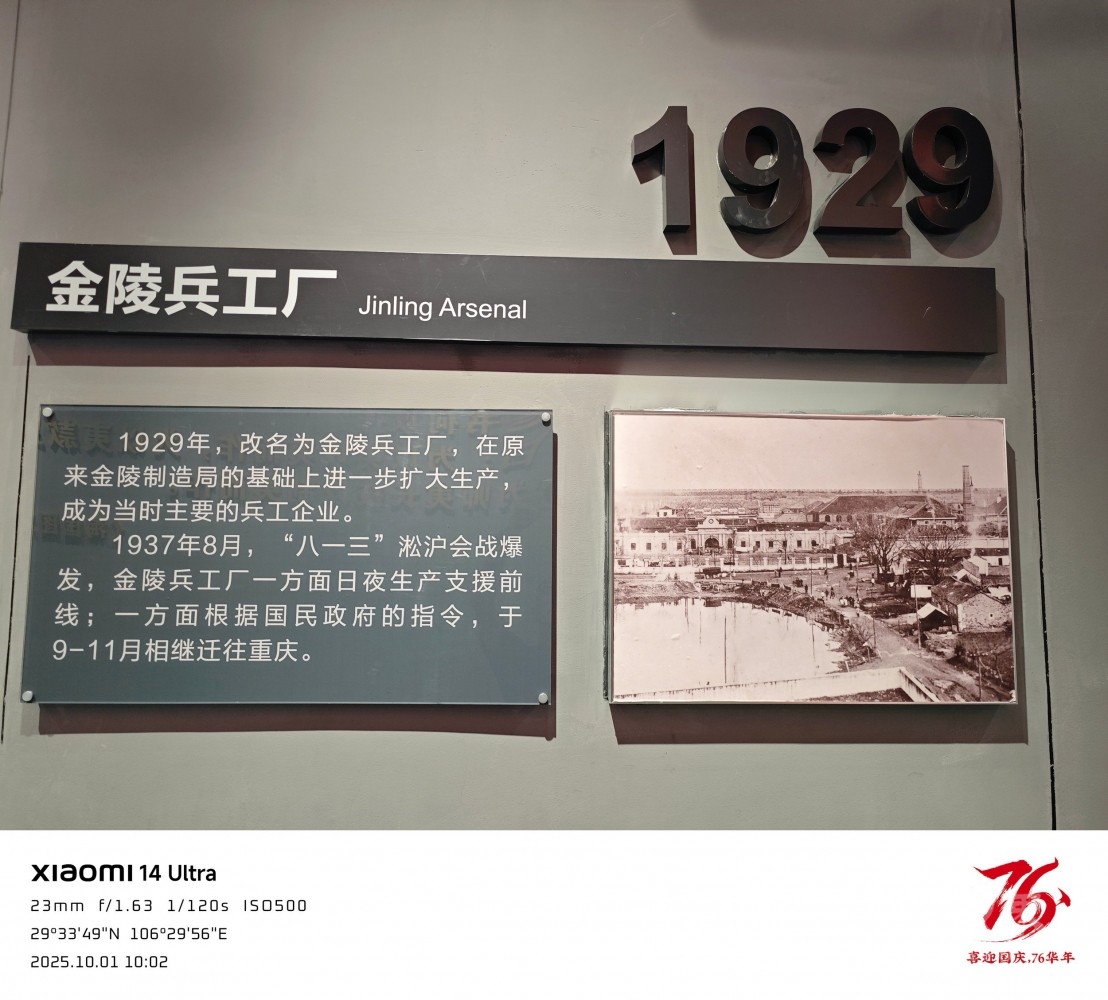 1929
金陵兵工厂 Jinling Arsenal
1929年，改名为金陵兵工厂，在原
来金陵制造局的基础上进一步扩大生产，
成为当时主要的兵工企业。
1937年8月，“八一三”淞沪会战爆
发，金陵兵工厂一方面日夜生产支援前
线；一方面根据国民政府的指令，于
9-11月相继迁往重庆。
XIAOMI 14 Ultra
23mm f/1.63 1/120s ISO500
29°33'49"N 106°29'56"E
2025.10.01 10:02
76
喜迎国庆.76华年